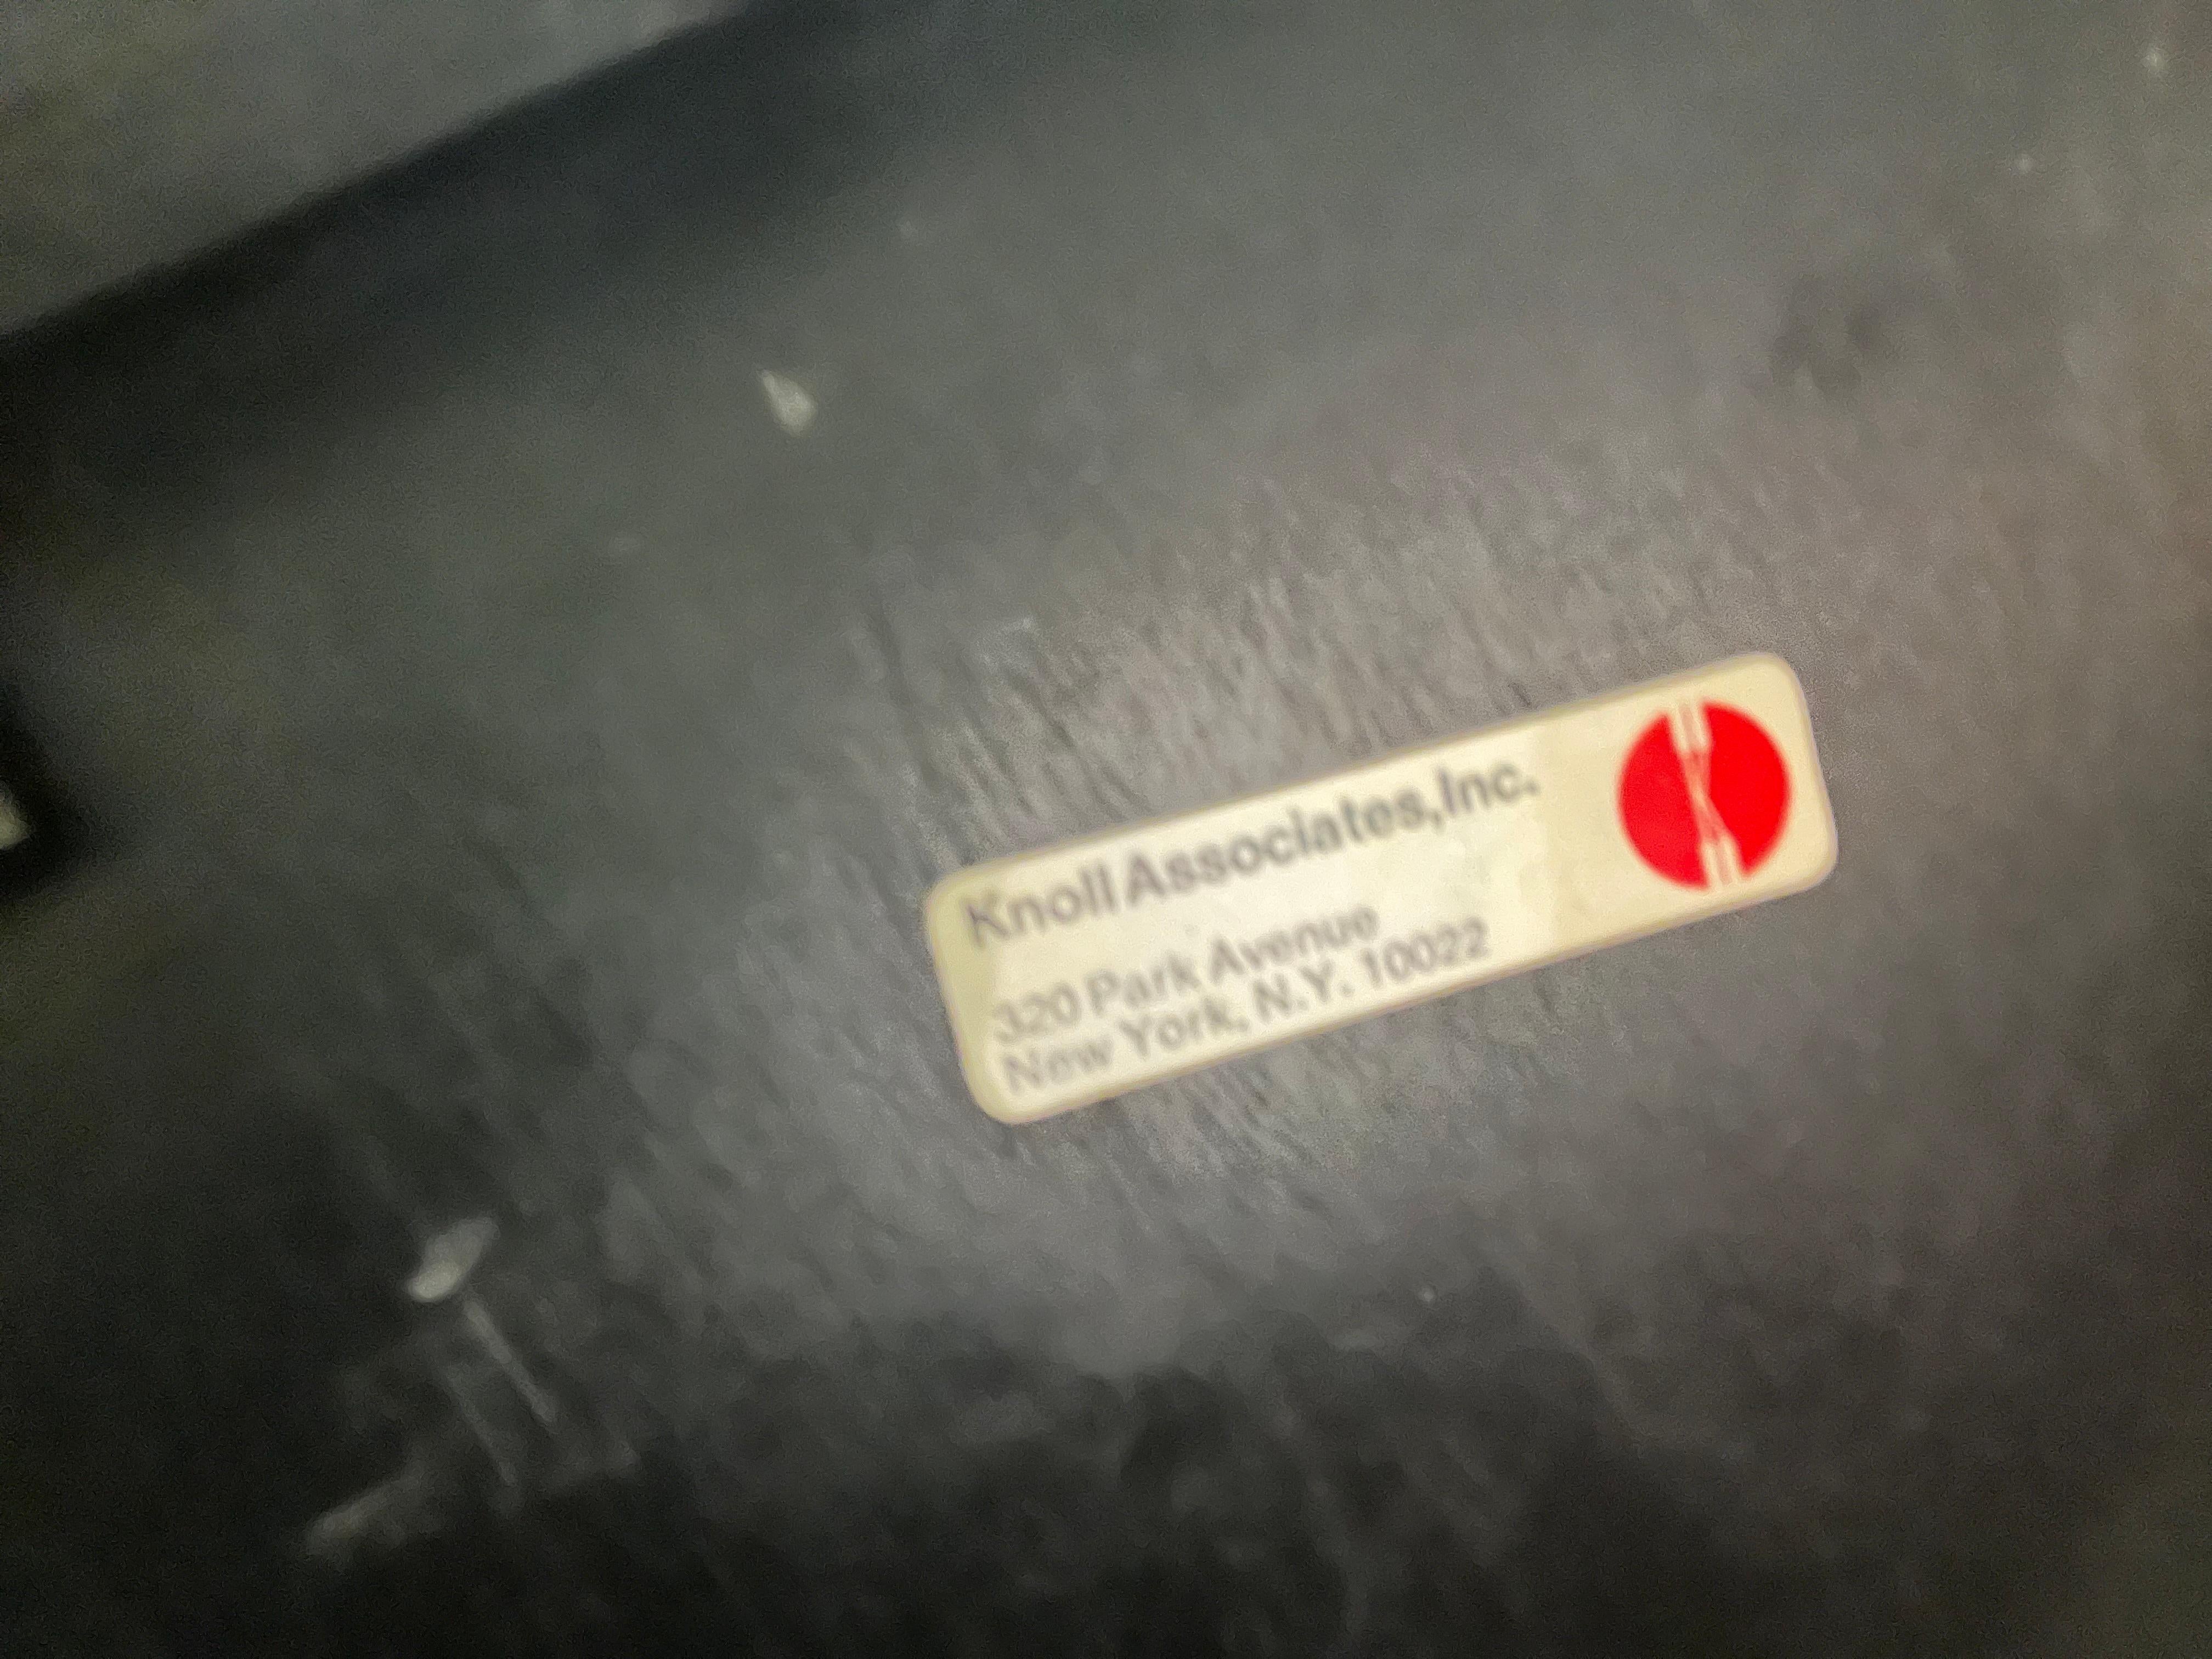 Knoll Associates, Inc.
320 Park Avenue
New York, N.Y. 10022